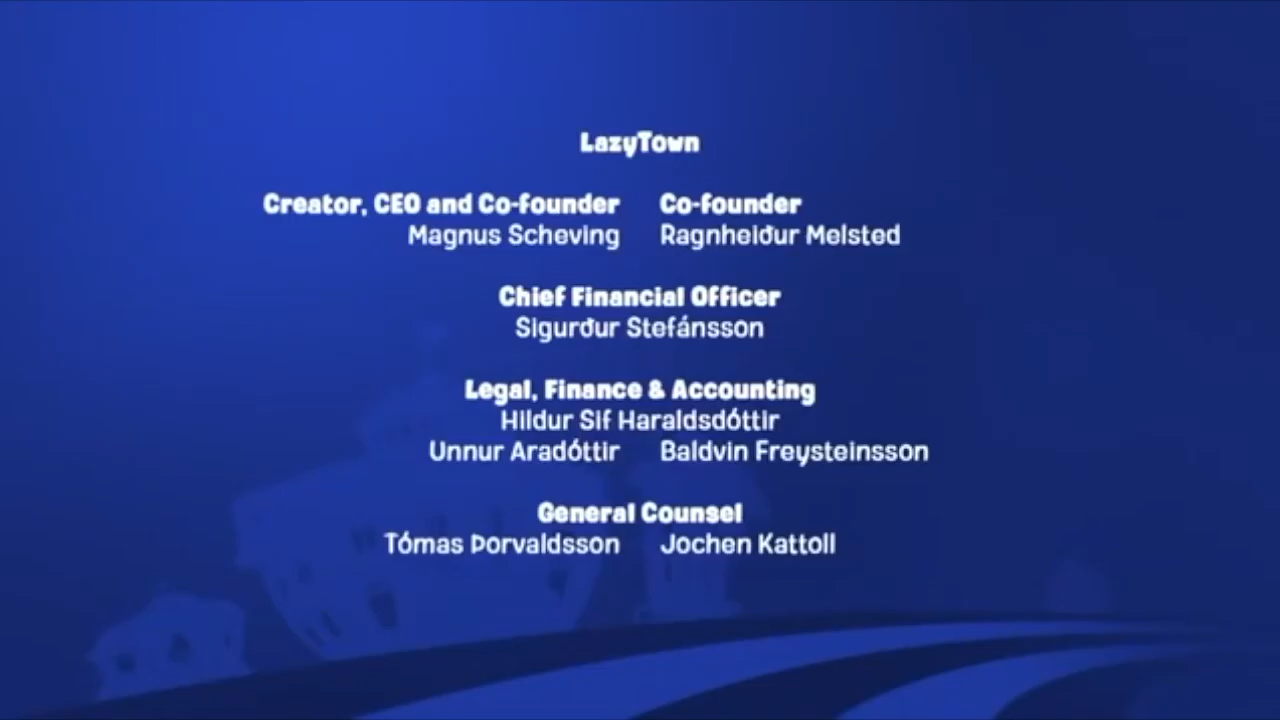 LazyTown
Creator, CEO and Co-founder Co-founder
Magnus Scheving Ragnheiður Melsted
Chief Financial Officer
Sigurður Stefánsson
Legal, Finance & Accounting
Hildur Sif Haraldsdóttir
Unnur Aradóttir Baldvin Freysteinsson
General Counsel
Tómas Þorvaldsson Jochen Kattoll